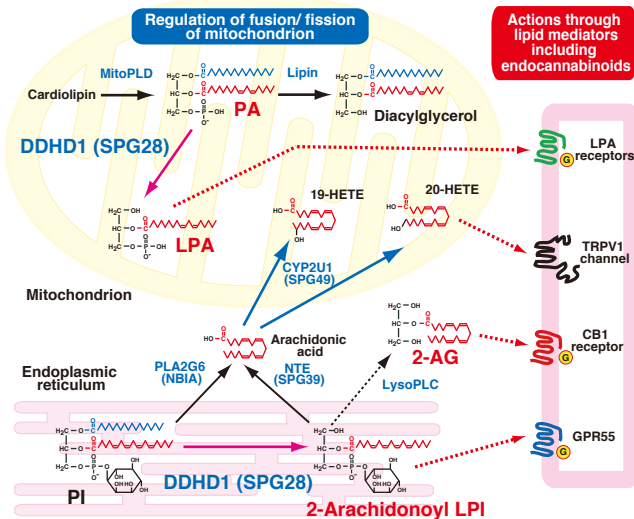 Regulation of fusion/ fission
of mitochondrion
Actions through
lipid mediators
including
endocannabinoids
MitoPLD
Lipin
Cardiolipin
PA
Diacylglycerol
DDHD1 (SPG28)
LPA
receptors
19-HETE
20-HETE
LPA
TRPV1
channel
CYP2U1
(SPG49)
Mitochondrion
Arachidonic
acid
CB1
receptor
2-AG
PLA2G6
(NBIA)
NTE
(SPG39)
LysoPLC
Endoplasmic
reticulum
GPR55
PI
DDHD1 (SPG28)
2-Arachidonoyl LPI
G
G
G